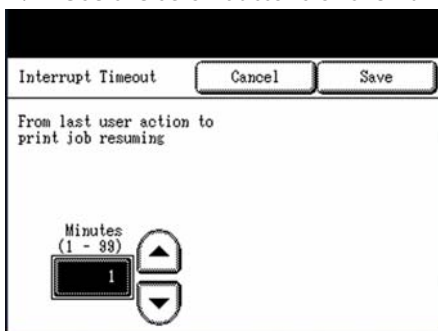 Interrupt Timeout
Cancel
Save
From last user action to
print job resuming
Minutes
(1 - 99)
1